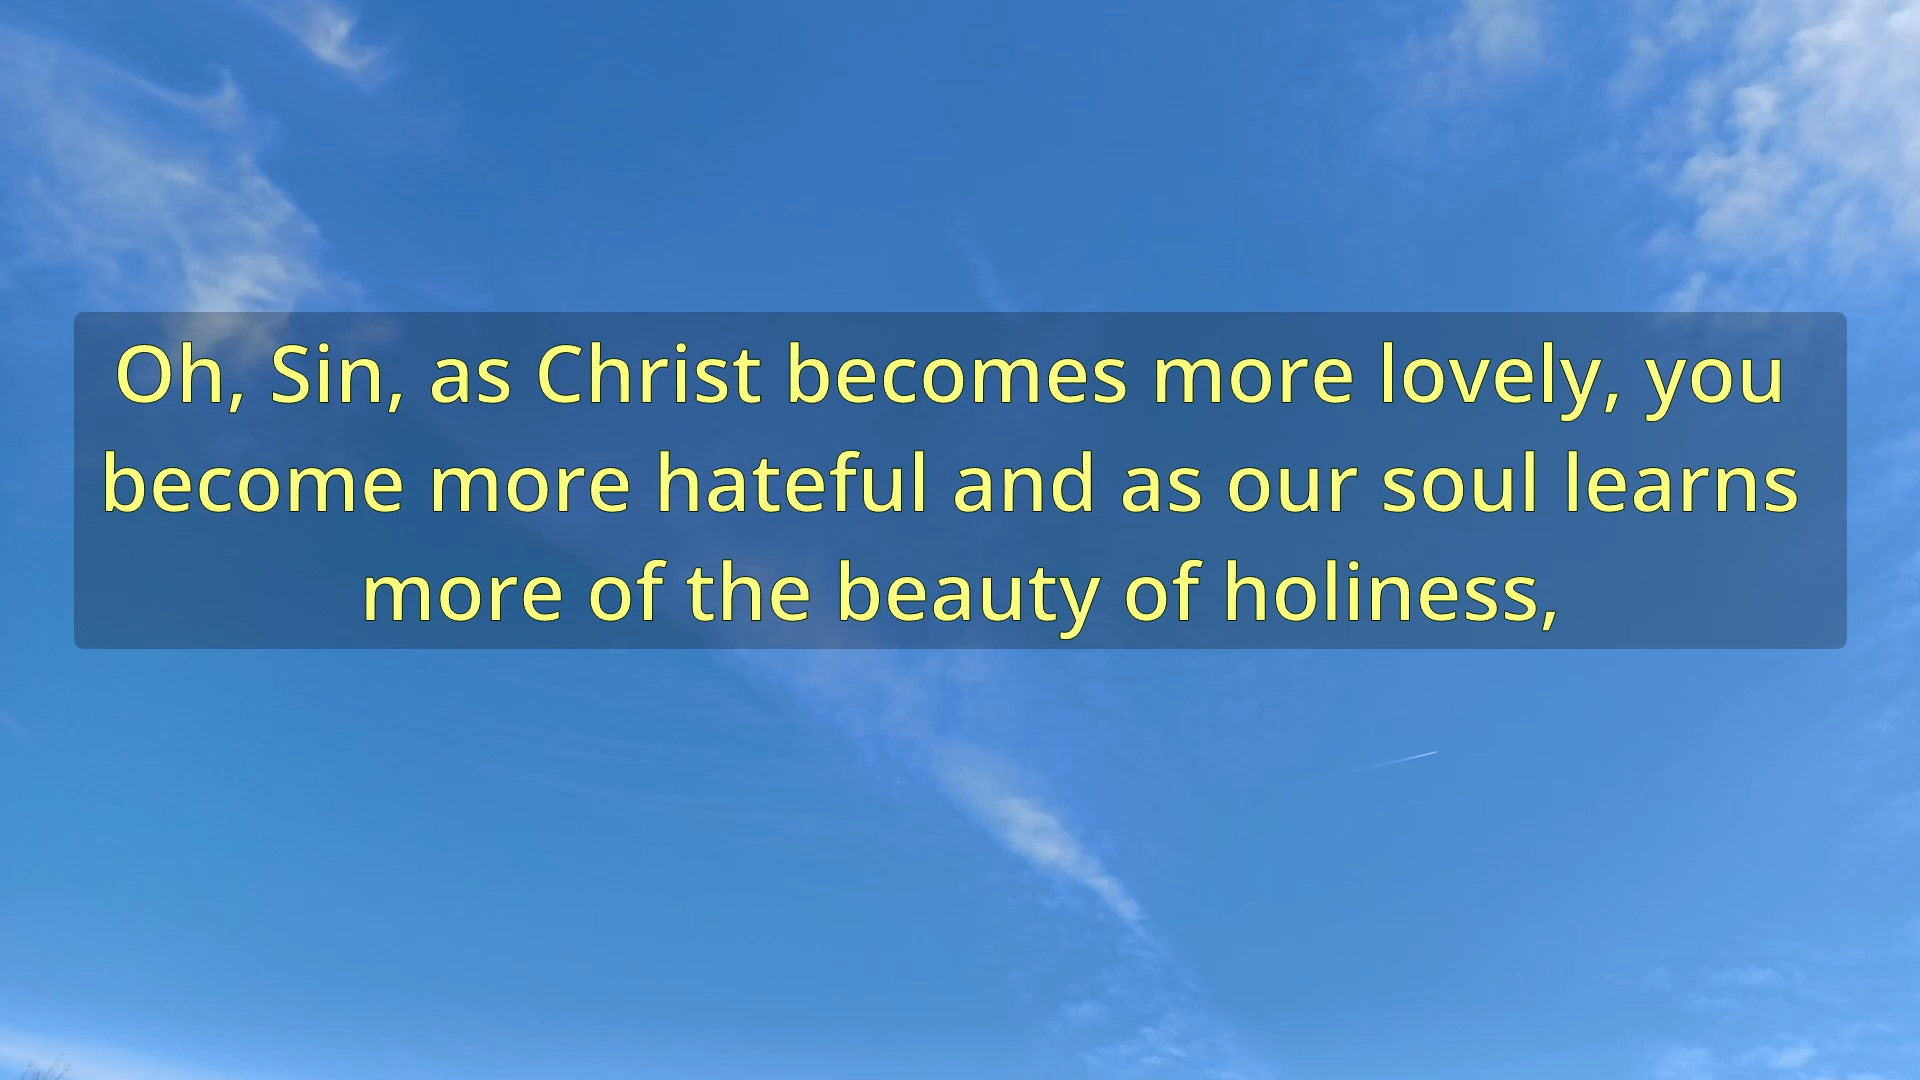 Oh, Sin, as Christ becomes more lovely, you
become more hateful and as our soul learns
more of the beauty of holiness,